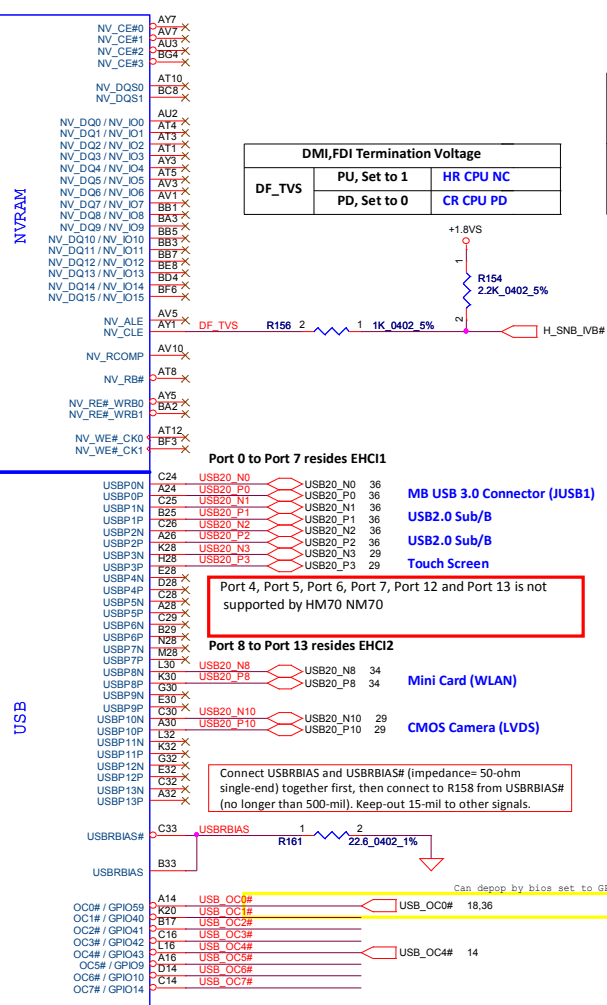 NVRAM
NV_CE#0 AY7
NV_CE#1 AV7
NV_CE#2 AU3
NV_CE#3 BG4
NV_DQS0 AT10
NV_DQS1 BC8
NV_DQ0 / NV_IO0 AU2
NV_DQ1 / NV_IO1 AT4
NV_DQ2 / NV_IO2 AT3
NV_DQ3 / NV_IO3 AT1
NV_DQ4 / NV_IO4 AY3
NV_DQ5 / NV_IO5 AT5
NV_DQ6 / NV_IO6 AV3
NV_DQ7 / NV_IO7 AV1
NV_DQ8 / NV_IO8 BB1
NV_DQ9 / NV_IO9 BA3
NV_DQ10 / NV_IO10 BB5
NV_DQ11 / NV_IO11 BB3
NV_DQ12 / NV_IO12 BB7
NV_DQ13 / NV_IO13 BE8
NV_DQ14 / NV_IO14 BD4
NV_DQ15 / NV_IO15 BF6
DMI,FDI Termination Voltage
DF_TVS
PU, Set to 1 HR CPU NC
PD, Set to 0 CR CPU PD
+1.8VS
1
R154
2.2K_0402_5%
2
NV_ALE AV5
NV_CLE AY1 DF_TVS R156 2 1 1K_0402_5% H_SNB_IVB#
NV_RCOMP AV10
NV_RB# AT8
NV_RE#_WRB0 AY5
NV_RE#_WRB1 BA2
NV_WE#_CK0 AT12
NV_WE#_CK1 BF3
USB
Port 0 to Port 7 resides EHCI1
USBP0N C24 USB20_N0 USB20_N0 36
USBP0P A24 USB20_P0 USB20_P0 36 MB USB 3.0 Connector (JUSB1)
USBP1N C25 USB20_N1 USB20_N1 36
USBP1P B25 USB20_P1 USB20_P1 36 USB2.0 Sub/B
USBP2N C26 USB20_N2 USB20_N2 36
USBP2P A26 USB20_P2 USB20_P2 36 USB2.0 Sub/B
USBP3N K28 USB20_N3 USB20_N3 29
USBP3P H28 USB20_P3 USB20_P3 29 Touch Screen
USBP4N E28
USBP4P D28
USBP5N C28
USBP5P A28
USBP6N C29
USBP6P B29
USBP7N N28
USBP7P M28
Port 4, Port 5, Port 6, Port 7, Port 12 and Port 13 is not
supported by HM70 NM70
Port 8 to Port 13 resides EHCI2
USBP8N L30 USB20_N8 USB20_N8 34
USBP8P K30 USB20_P8 USB20_P8 34 Mini Card (WLAN)
USBP9N G30
USBP9P E30
USBP10N C30 USB20_N10 USB20_N10 29
USBP10P A30 USB20_P10 USB20_P10 29 CMOS Camera (LVDS)
USBP11N L32
USBP11P K32
USBP12N G32
USBP12P E32
USBP13N C32
USBP13P A32
Connect USBRBIAS and USBRBIAS# (impedance= 50-ohm
single-end) together first, then connect to R158 from USBRBIAS#
(no longer than 500-mil). Keep-out 15-mil to other signals.
USBRBIAS# C33 USBRBIAS 1 2
R161 22.6_0402_1%
USBRBIAS B33
Can depop by bios set to GP
OC0# / GPIO59 A14 USB_OC0# USB_OC0# 18,36
OC1# / GPIO40 K20 USB_OC1#
OC2# / GPIO41 B17 USB_OC2#
OC3# / GPIO42 C16 USB_OC3#
OC4# / GPIO43 L16 USB_OC4# USB_OC4# 14
OC5# / GPIO9 A16 USB_OC5#
OC6# / GPIO10 D14 USB_OC6#
OC7# / GPIO14 C14 USB_OC7#